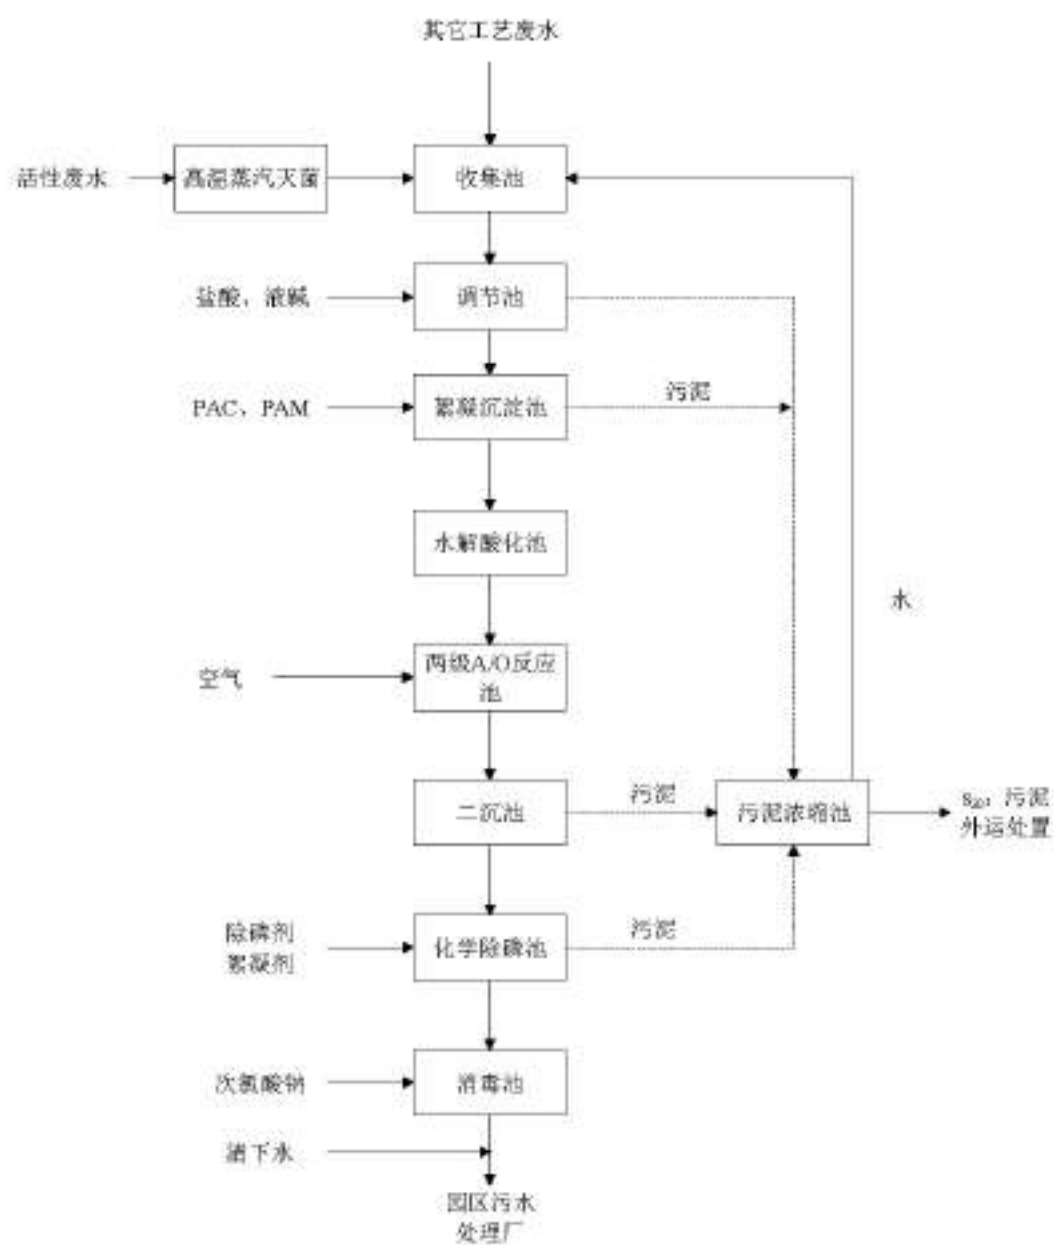 其它工艺废水
活性废水
高温蒸汽灭菌
收集池
盐酸、液碱
调节池
PAC、PAM
絮凝沉淀池
污泥
水解酸化池
水
空气
两级A/O反应
池
二沉池
污泥
污泥浓缩池
污泥
外运处置
除磷剂
絮凝剂
化学除磷池
污泥
次氯酸钠
消毒池
清下水
园区污水
处理厂